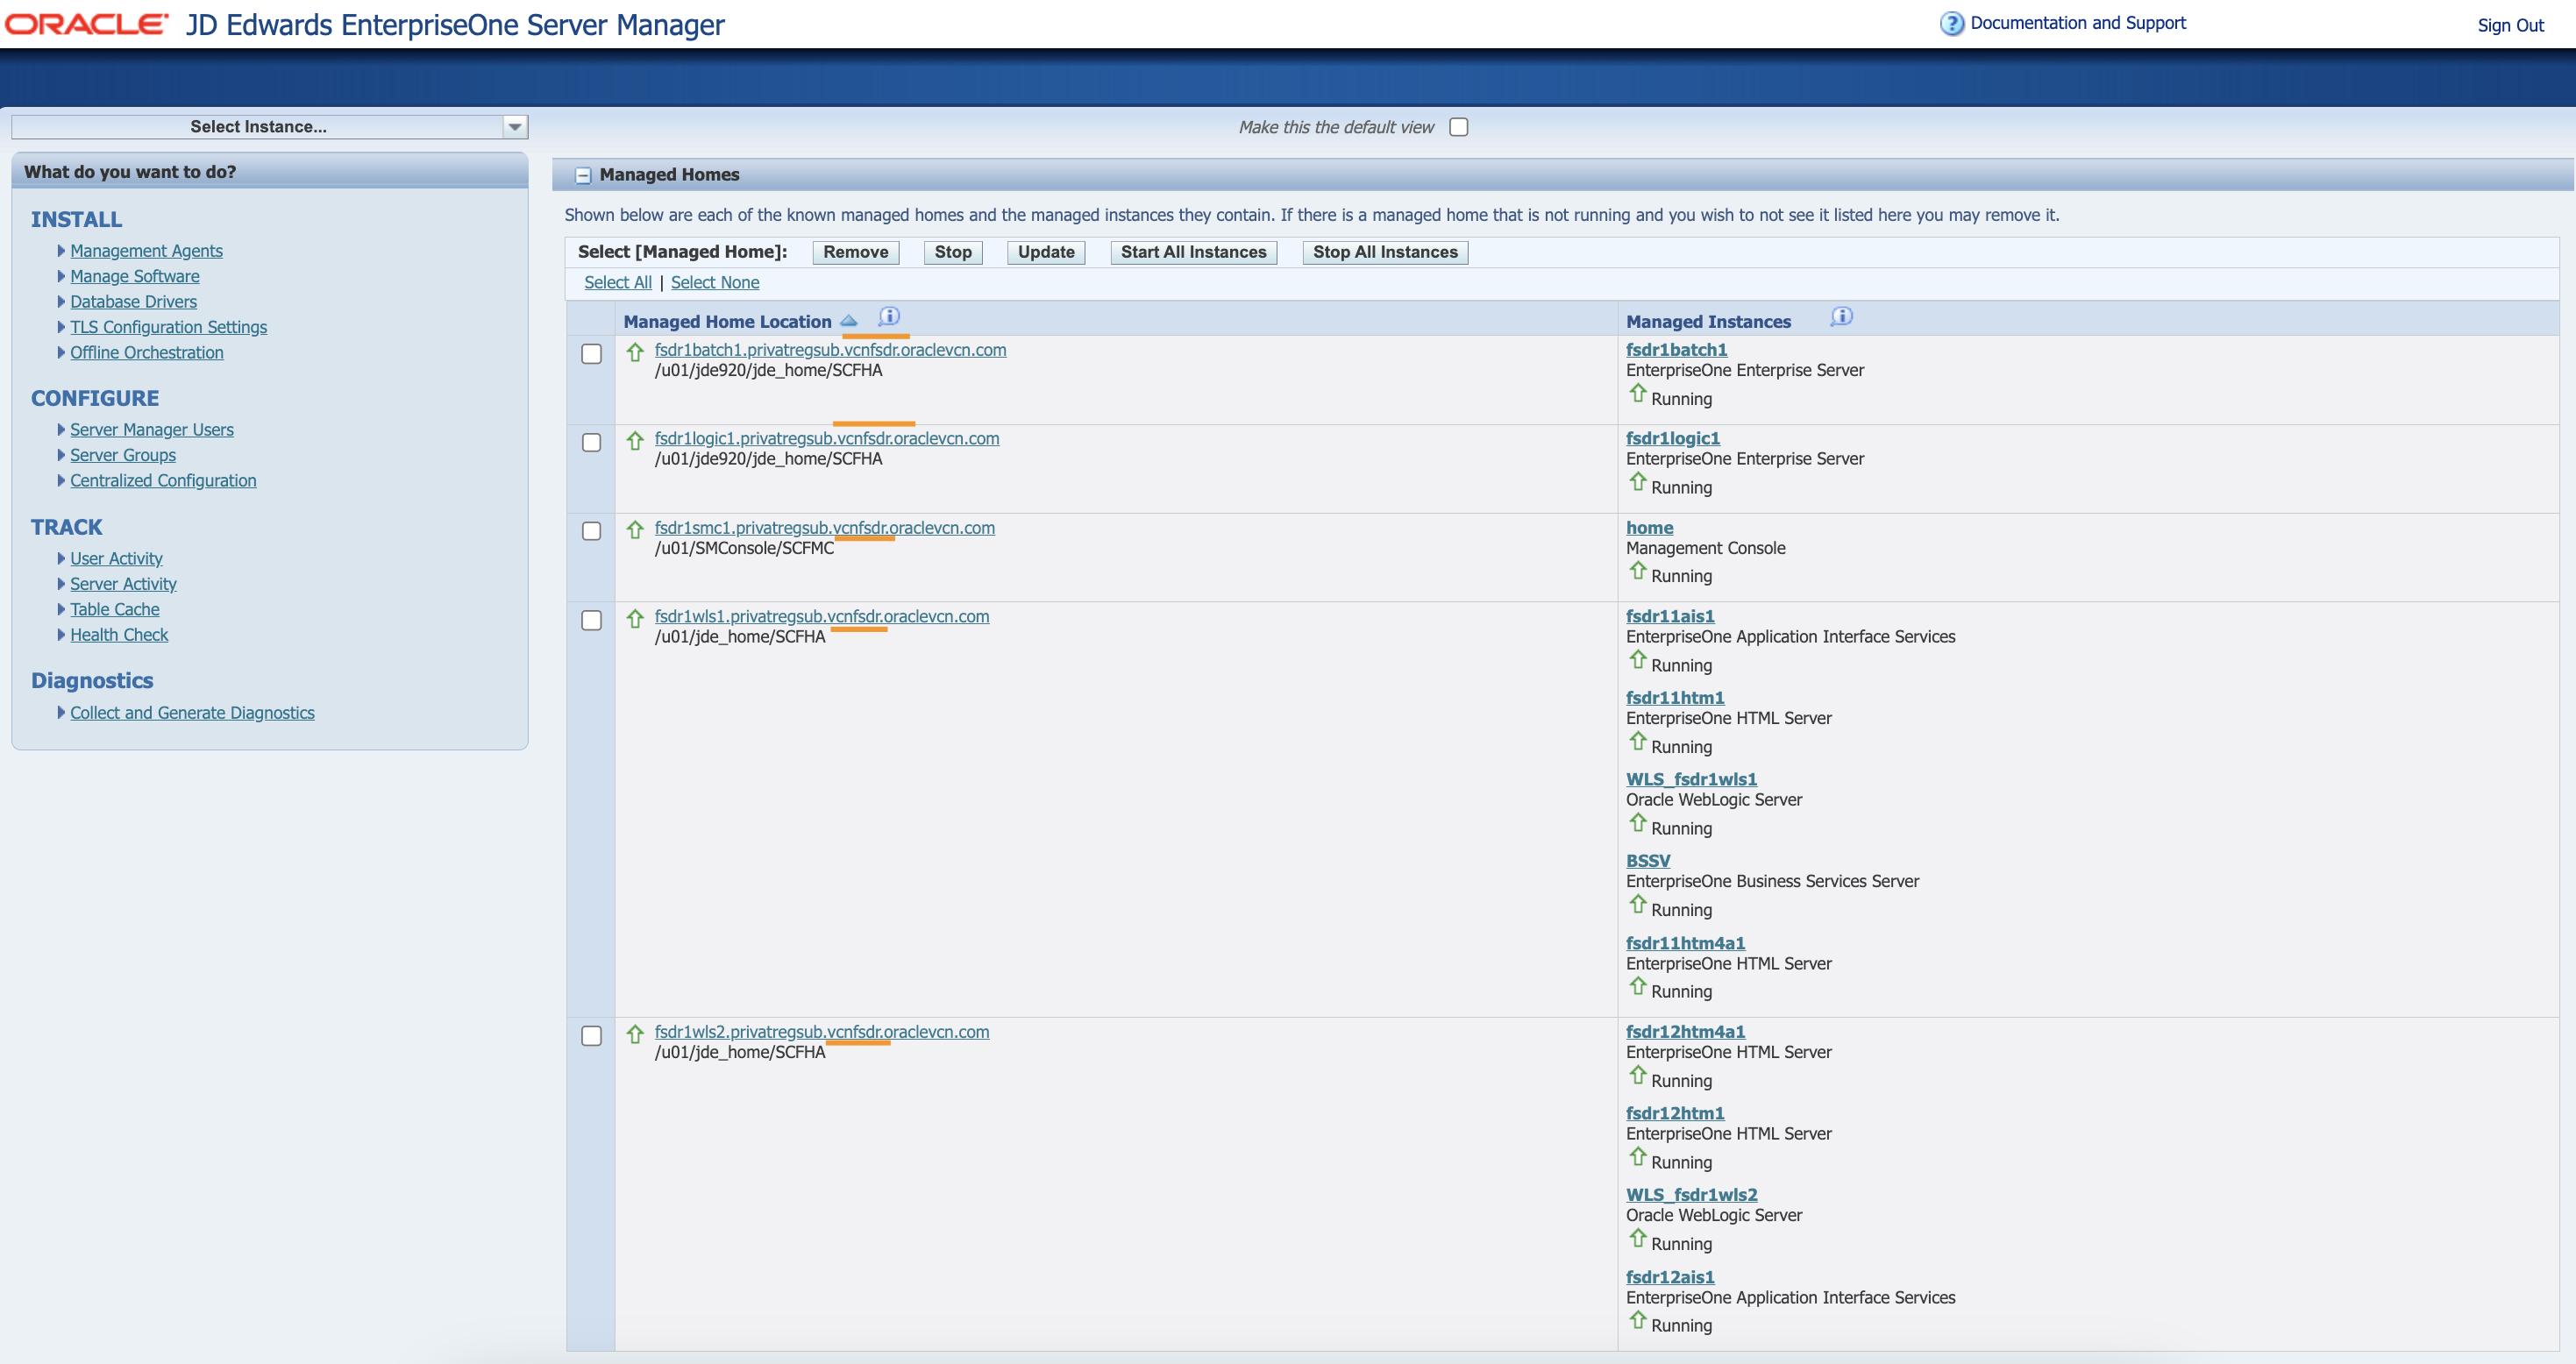 ORACLE JD Edwards EnterpriseOne Server Manager
Documentation and Support
Sign Out
Select Instance...
Make this the default view
What do you want to do?
INSTALL
Management Agents
Manage Software
Database Drivers
TLS Configuration Settings
Offline Orchestration
CONFIGURE
Server Manager Users
Server Groups
Centralized Configuration
TRACK
User Activity
Server Activity
Table Cache
Health Check
Diagnostics
Collect and Generate Diagnostics
Managed Homes
Shown below are each of the known managed homes and the managed instances they contain. If there is a managed home that is not running and you wish to not see it listed here you may remove it.
Select [Managed Home]: Remove Stop Update Start All Instances Stop All Instances
Select All | Select None
Managed Home Location Managed Instances
fsdr1batch1.privatregsub.vcnfsdr.oraclevcn.com
/u01/jde920/jde_home/SCFHA
fsdr1batch1
EnterpriseOne Enterprise Server
Running
fsdr1logic1.privatregsub.vcnfsdr.oraclevcn.com
/u01/jde920/jde_home/SCFHA
fsdr1logic1
EnterpriseOne Enterprise Server
Running
fsdr1smc1.privatregsub.vcnfsdr.oraclevcn.com
/u01/SMConsole/SCFMC
home
Management Console
Running
fsdr1wls1.privatregsub.vcnfsdr.oraclevcn.com
/u01/jde_home/SCFHA
fsdr11ais1
EnterpriseOne Application Interface Services
Running
fsdr11htm1
EnterpriseOne HTML Server
Running
WLS_fsdr1wls1
Oracle WebLogic Server
Running
BSSV
EnterpriseOne Business Services Server
Running
fsdr11htm4a1
EnterpriseOne HTML Server
Running
fsdr1wls2.privatregsub.vcnfsdr.oraclevcn.com
/u01/jde_home/SCFHA
fsdr12htm4a1
EnterpriseOne HTML Server
Running
fsdr12htm1
EnterpriseOne HTML Server
Running
WLS_fsdr1wls2
Oracle WebLogic Server
Running
fsdr12ais1
EnterpriseOne Application Interface Services
Running